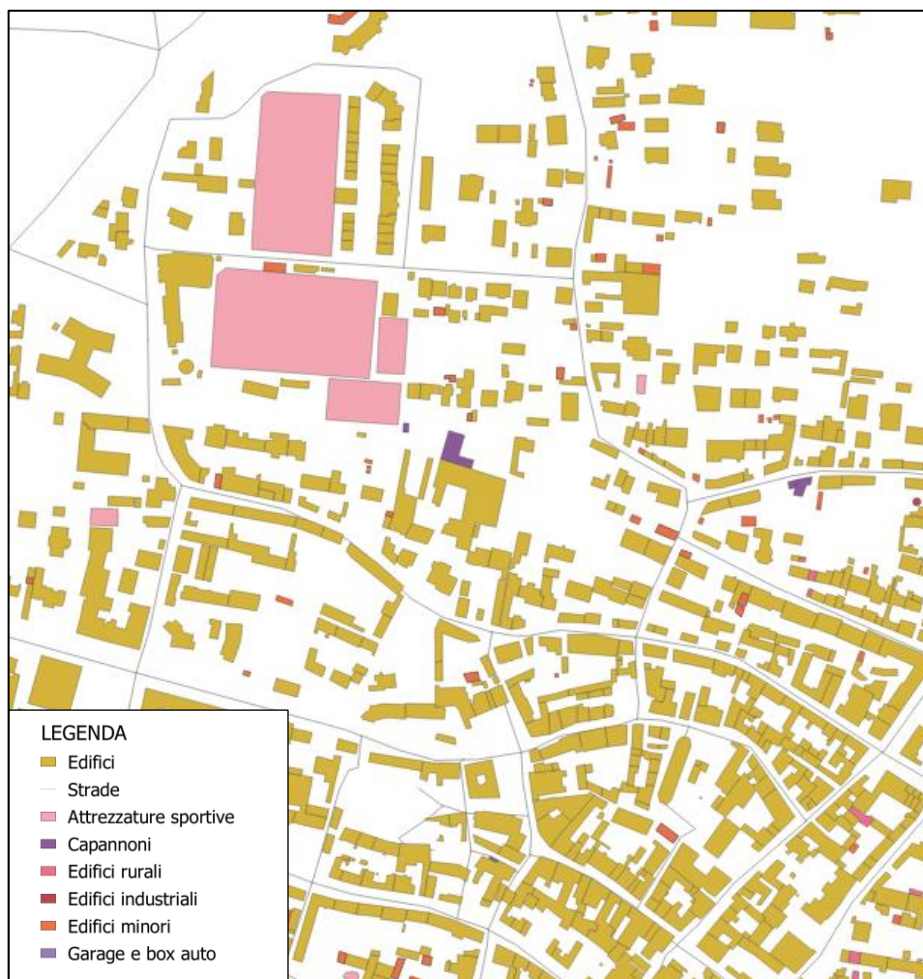 LEGENDA
Edifici
Strade
Attrezzature sportive
Capannoni
Edifici rurali
Edifici industriali
Edifici minori
Garage e box auto